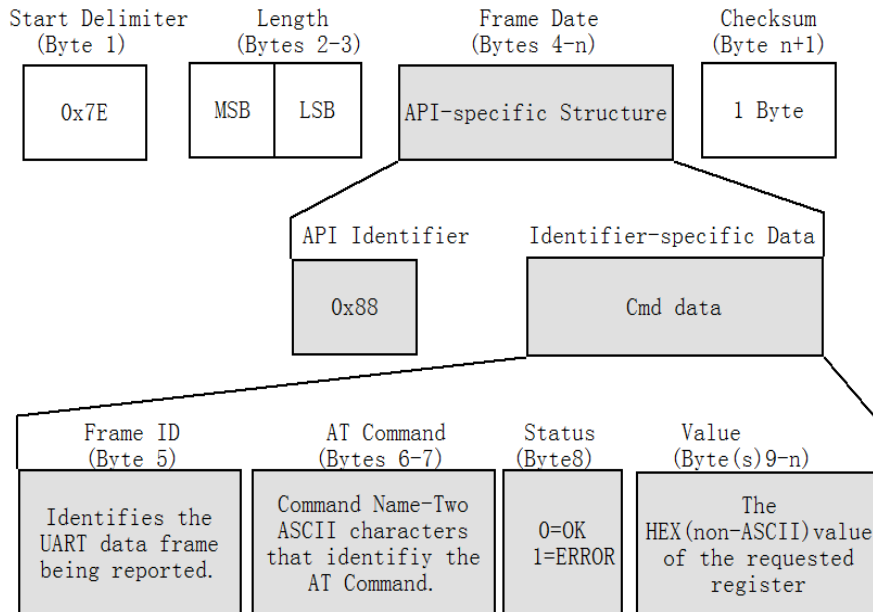 Start Delimiter
(Byte 1)
Length
(Bytes 2-3)
Frame Date
(Bytes 4-n)
Checksum
(Byte n+1)
0x7E
MSB
LSB
API-specific Structure
1 Byte
API Identifier
Identifier-specific Data
0x88
Cmd data
Frame ID
(Byte 5)
AT Command
(Bytes 6-7)
Status
(Byte8)
Value
(Byte(s)9-n)
Identifies the
UART data frame
being reported.
Command Name-Two
ASCII characters
that identifiy the
AT Command.
0=OK
1=ERROR
The
HEX(non-ASCII)value
of the requested
register